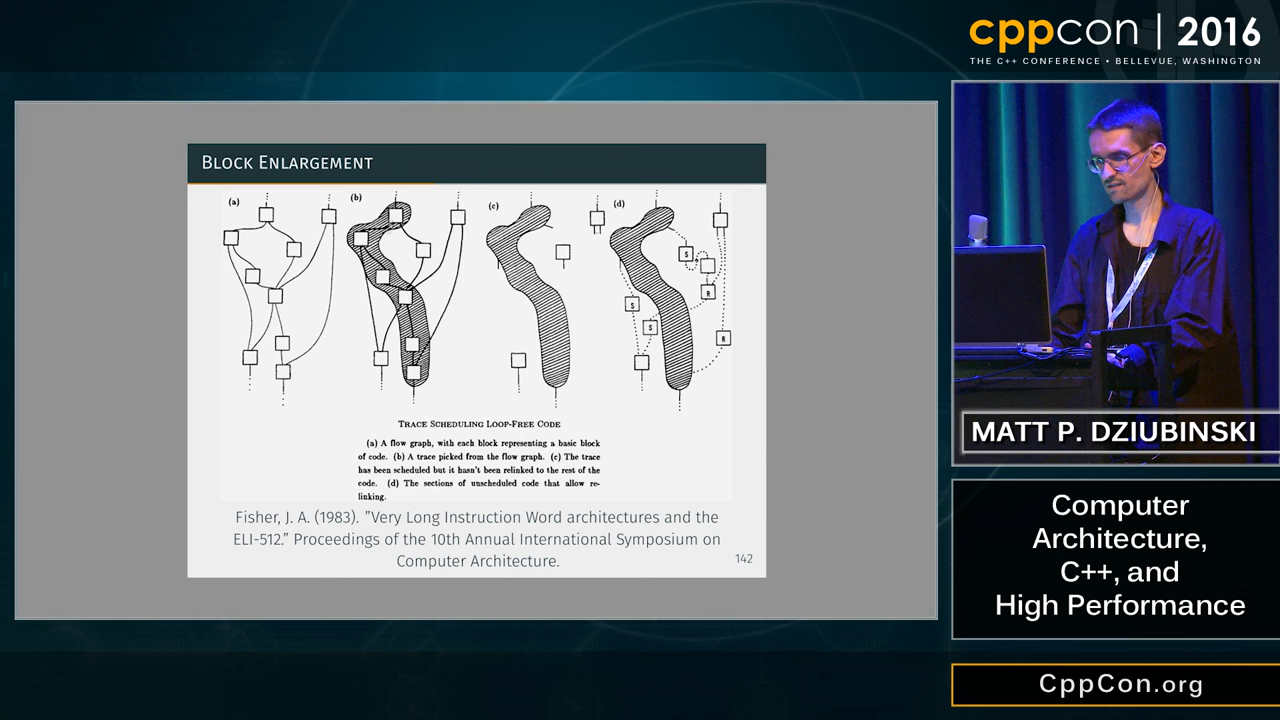 cppcon | 2016
THE C++ CONFERENCE • BELLEVUE, WASHINGTON
BLOCK ENLARGEMENT
(a)
(b)
(c)
(d)
S
R
S
S
R
TRACE SCHEDULING LOOP-FREE CODE
(a) A flow graph, with each block representing a basic block
of code. (b) A trace picked from the flow graph. (c) The trace
has been scheduled but it hasn't been relinked to the rest of the
code. (d) The sections of unscheduled code that allow re-
linking.
Fisher, J. A. (1983). "Very Long Instruction Word architectures and the
ELI-512." Proceedings of the 10th Annual International Symposium on
Computer Architecture.
142
MATT P. DZIUBINSKI
Computer
Architecture,
C++, and
High Performance
CppCon.org